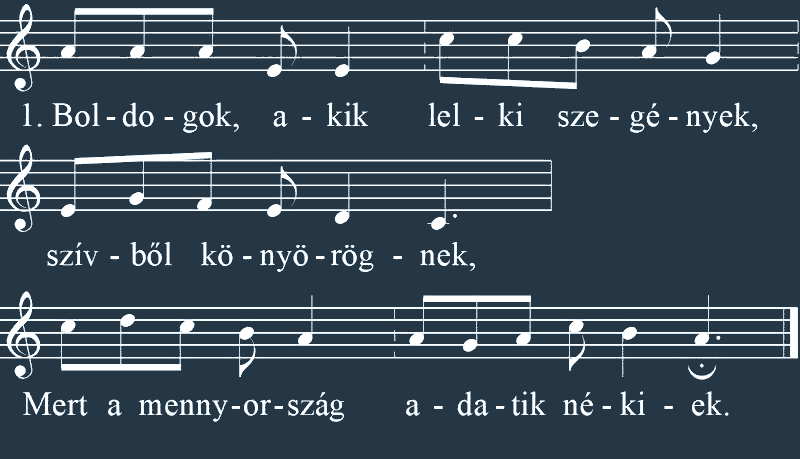 1. Bol - do - gok, a - kik lel - ki sze - gé - nyek,
szív - ből kö - nyö - rög - nek,
Mert a menny-or-szág a - da - tik né - ki - ek.